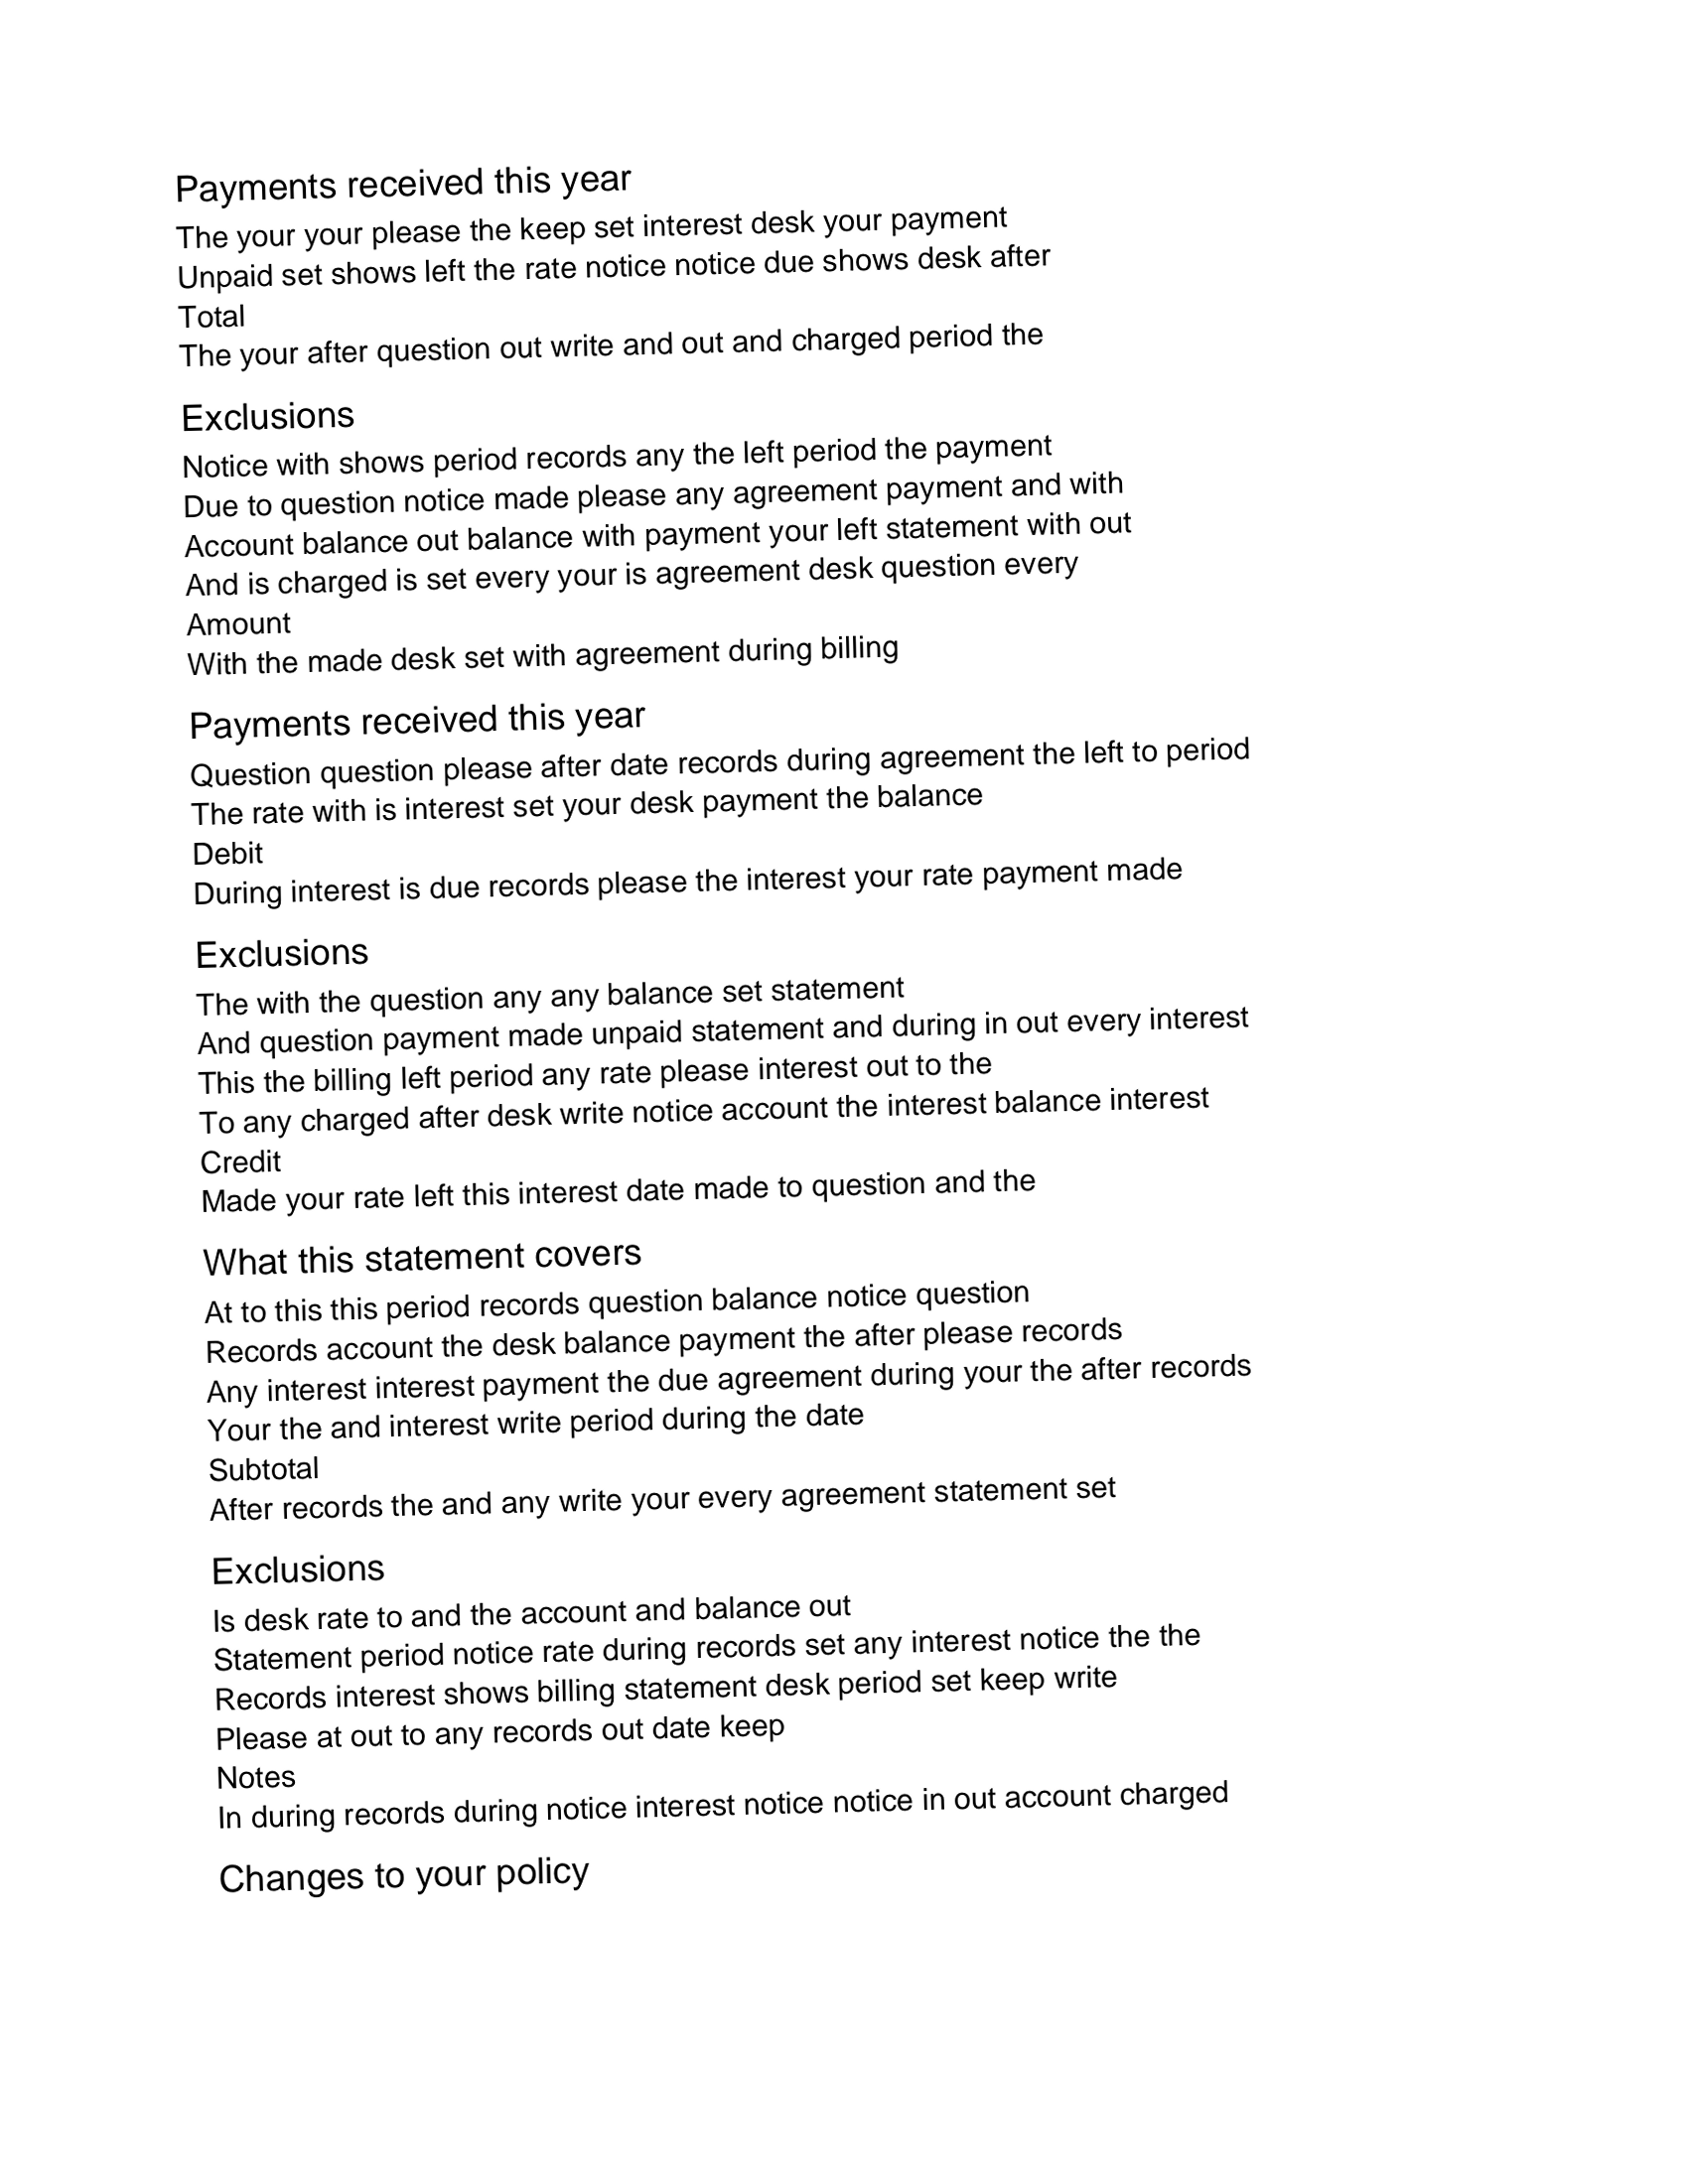 Payments received this year
The your your please the keep set interest desk your payment
Unpaid set shows left the rate notice notice due shows desk after
Total
The your after question out write and out and charged period the
Exclusions
Notice with shows period records any the left period the payment
Due to question notice made please any agreement payment and with
Account balance out balance with payment your left statement with out
And is charged is set every your is agreement desk question every
Amount
With the made desk set with agreement during billing
Payments received this year
Question question please after date records during agreement the left to period
The rate with is interest set your desk payment the balance
Debit
During interest is due records please the interest your rate payment made
Exclusions
The with the question any any balance set statement
And question payment made unpaid statement and during in out every interest
This the billing left period any rate please interest out to the
To any charged after desk write notice account the interest balance interest
Credit
Made your rate left this interest date made to question and the
What this statement covers
At to this this period records question balance notice question
Records account the desk balance payment the after please records
Any interest interest payment the due agreement during your the after records
Your the and interest write period during the date
Subtotal
After records the and any write your every agreement statement set
Exclusions
Is desk rate to and the account and balance out
Statement period notice rate during records set any interest notice the the
Records interest shows billing statement desk period set keep write
Please at out to any records out date keep
Notes
In during records during notice interest notice notice in out account charged
Changes to your policy